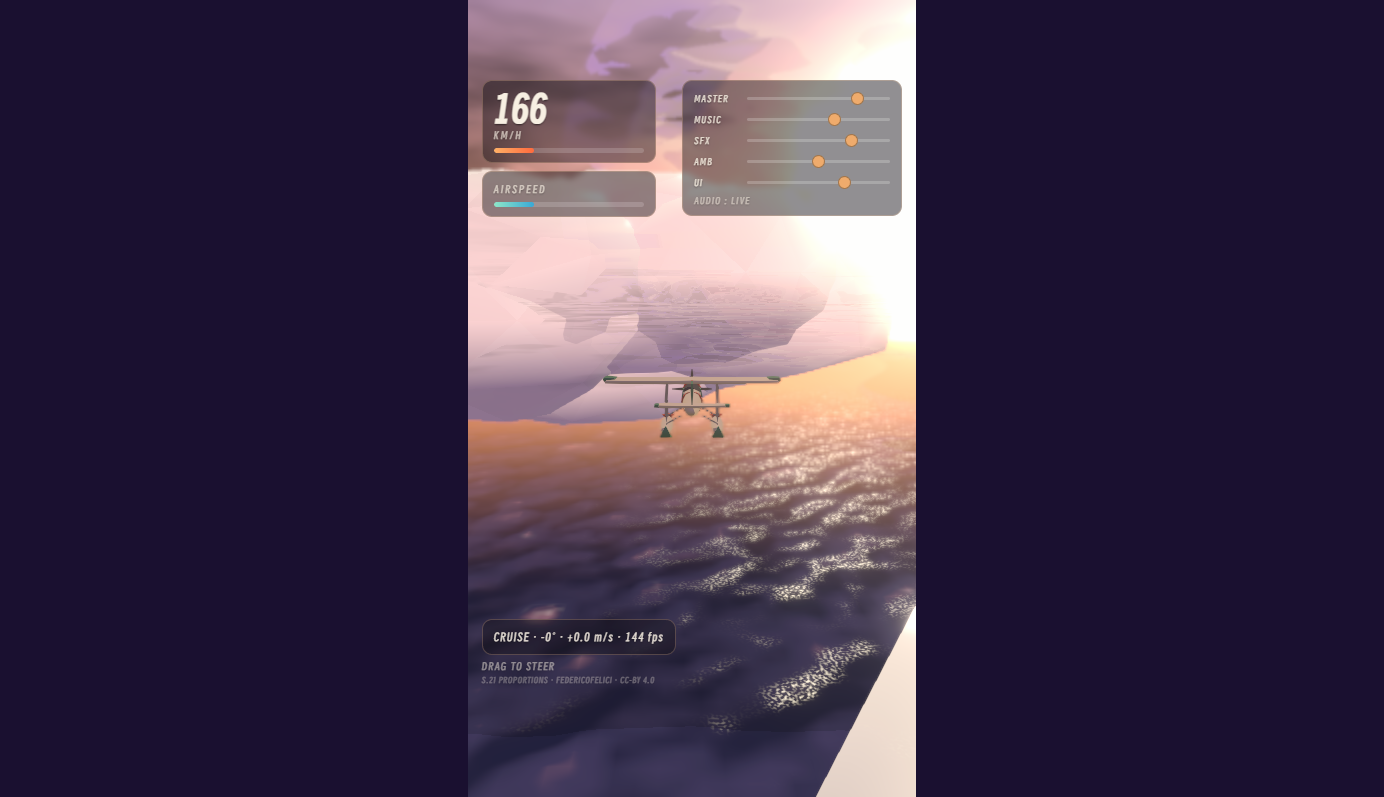 166
KM/H
AIRSPEED
MASTER
MUSIC
SFX
AMB
UI
AUDIO : LIVE
CRUISE · -0° · +0.0 m/s · 144 fps
DRAG TO STEER
S.21 PROPORTIONS · FEDERICOFELICI · CC-BY 4.0